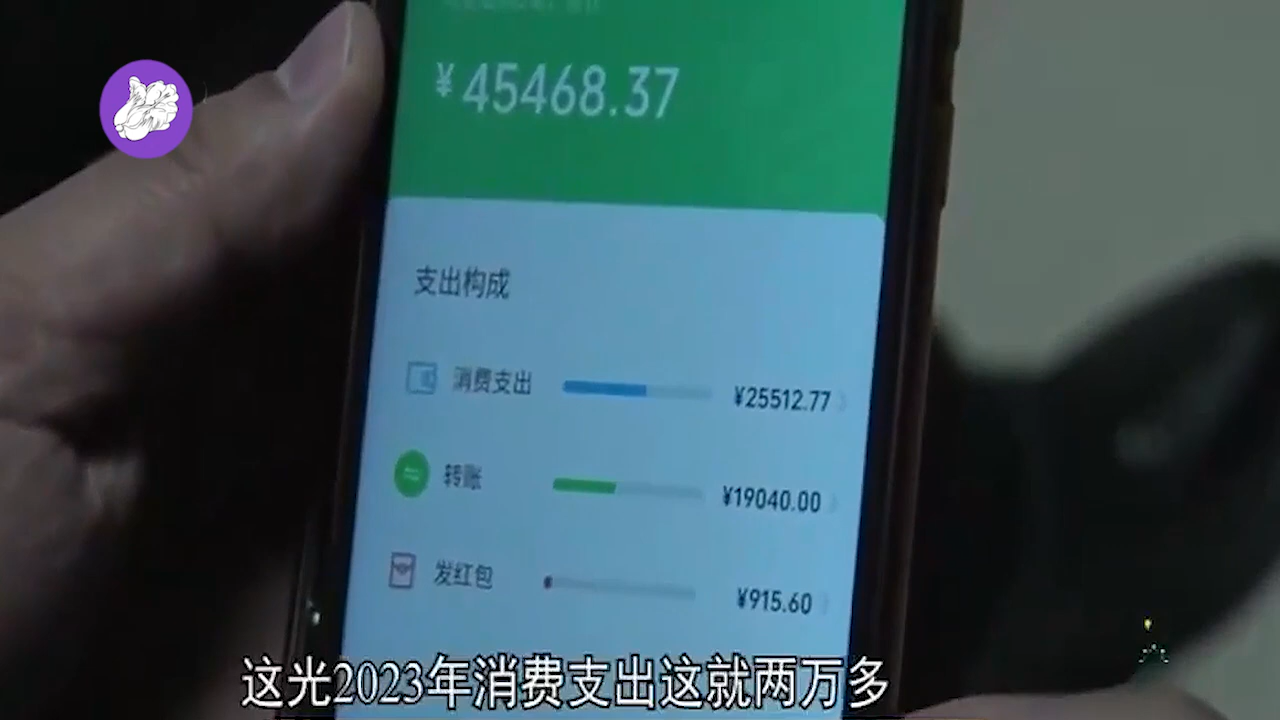 ¥45468.37
支出构成
消费支出 ¥25512.77
转账 ¥19040.00
发红包 ¥915.60
这光2023年消费支出这就两万多